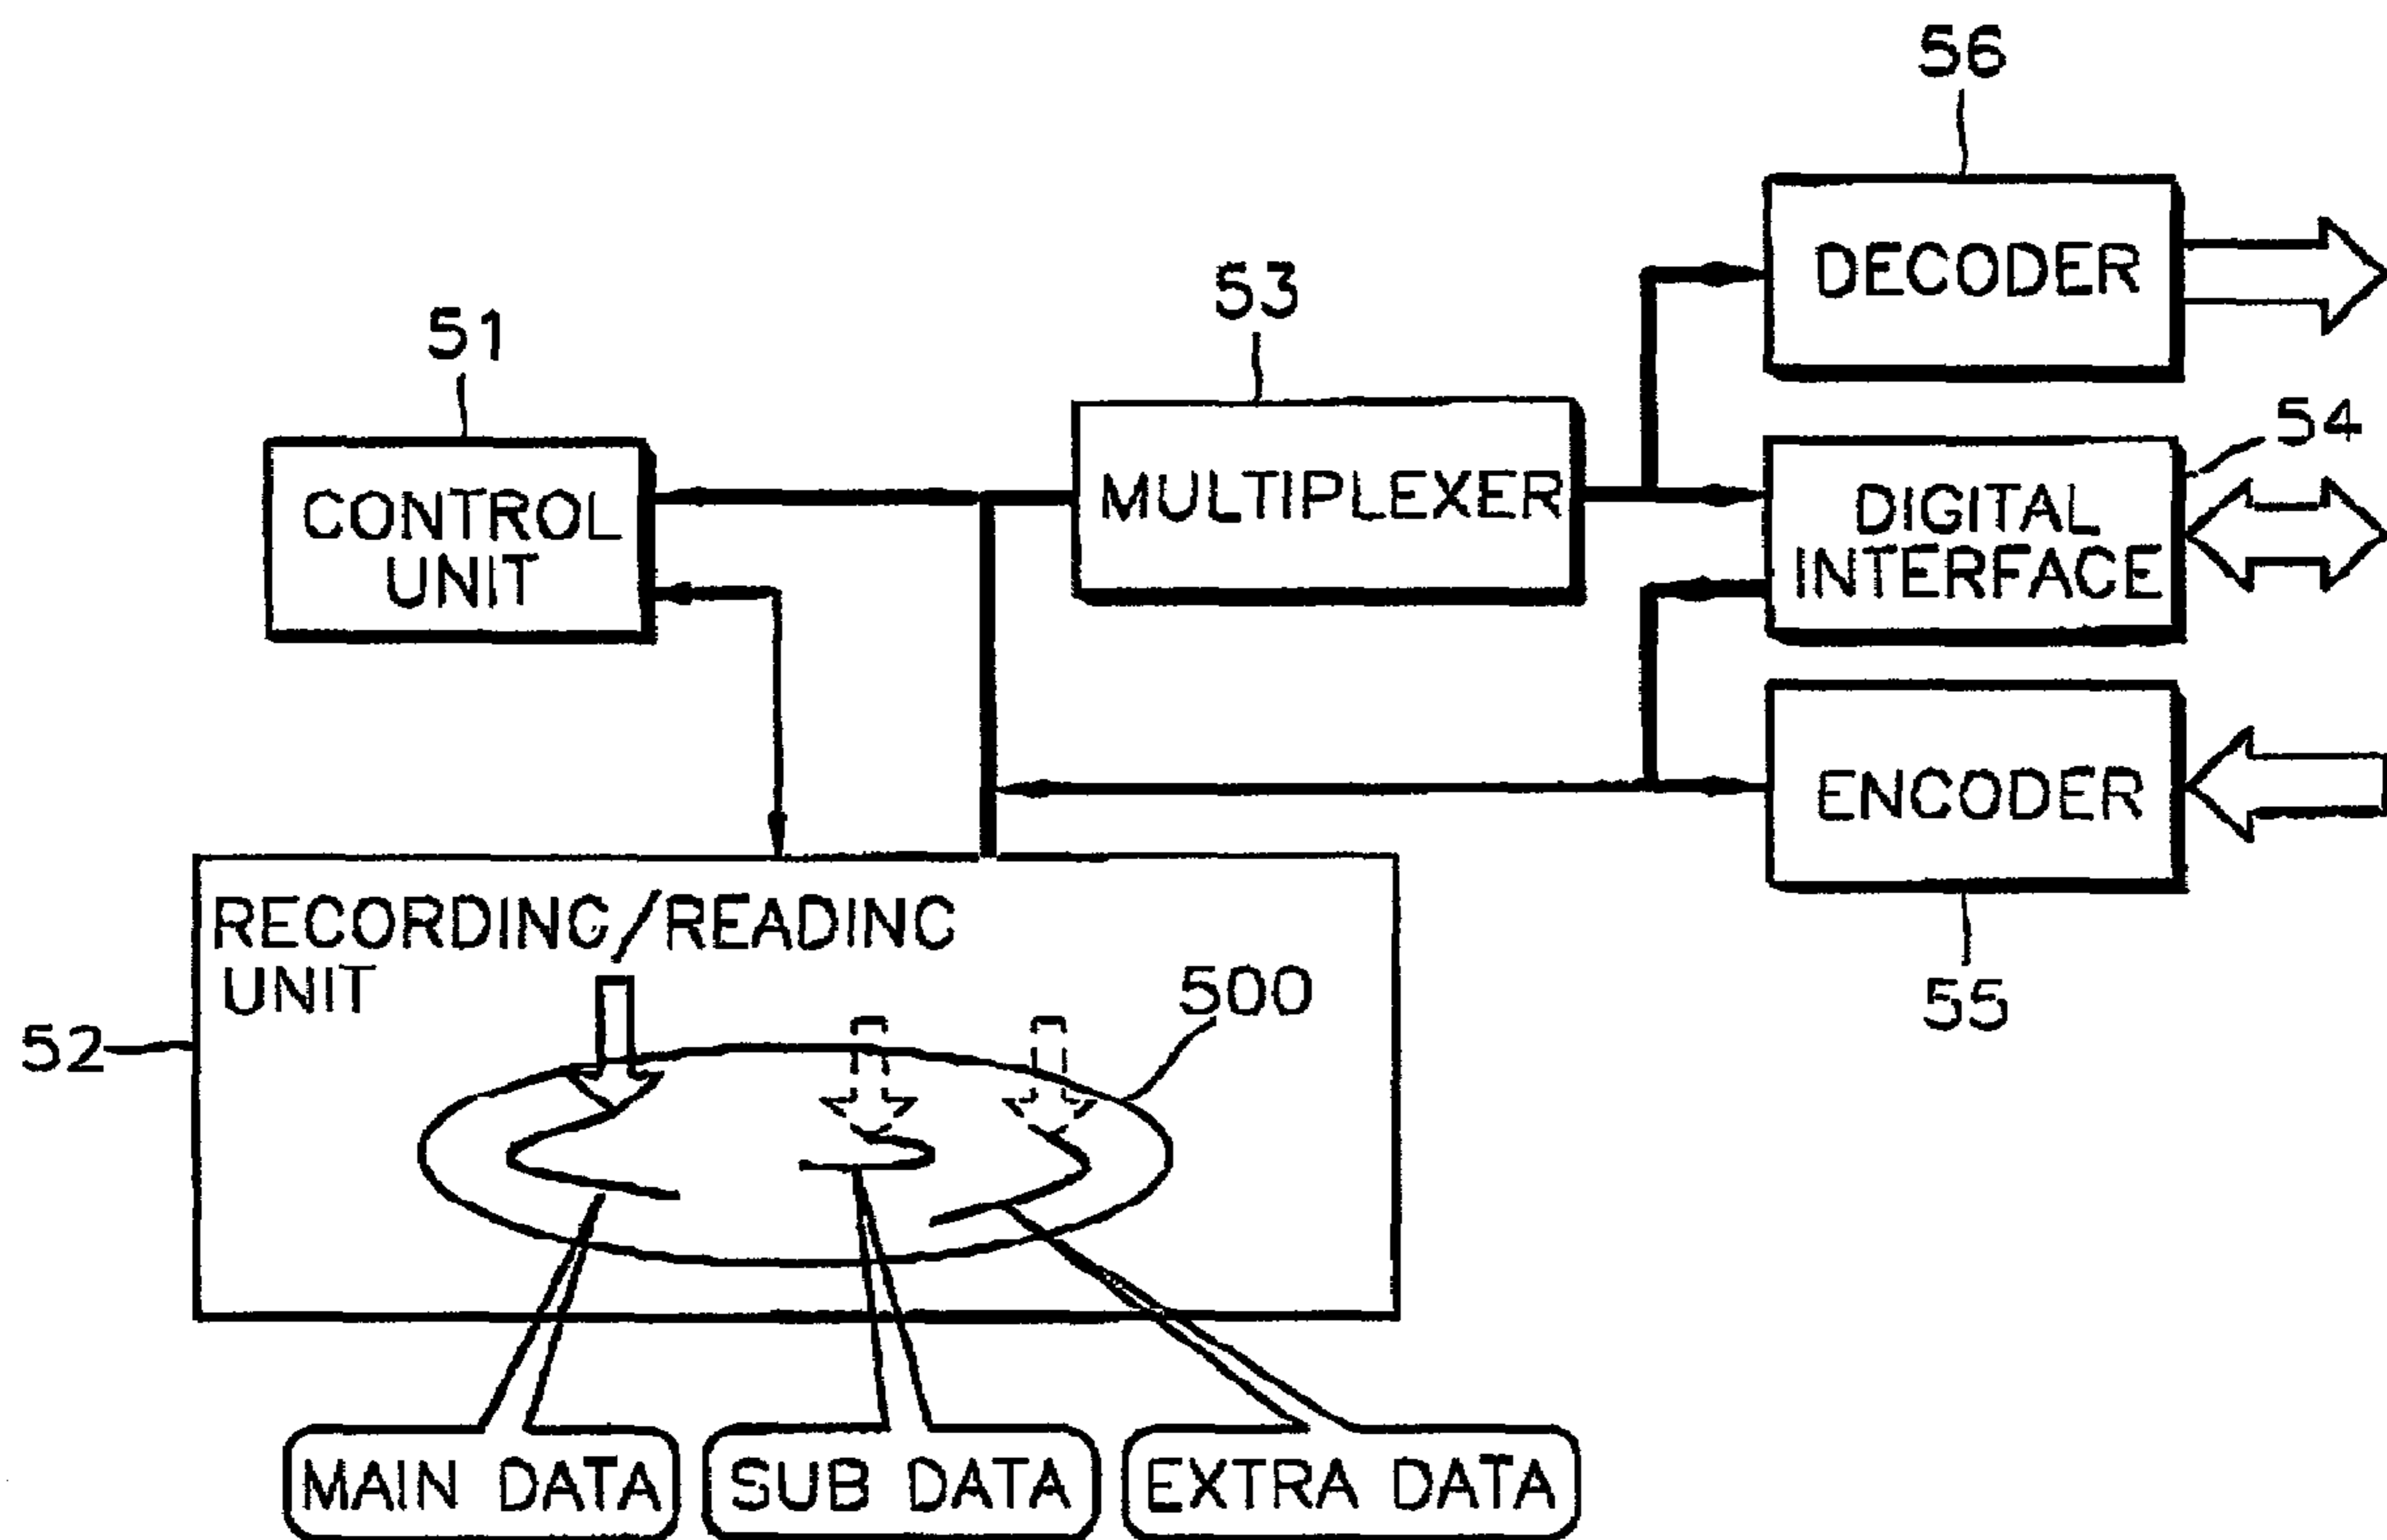 56
DECODER
53
51
54
CONTROL
UNIT
MULTIPLEXER
DIGITAL
INTERFACE
ENCODER
RECORDING/READING
UNIT
500
55
52
MAIN DATA
SUB DATA
EXTRA DATA